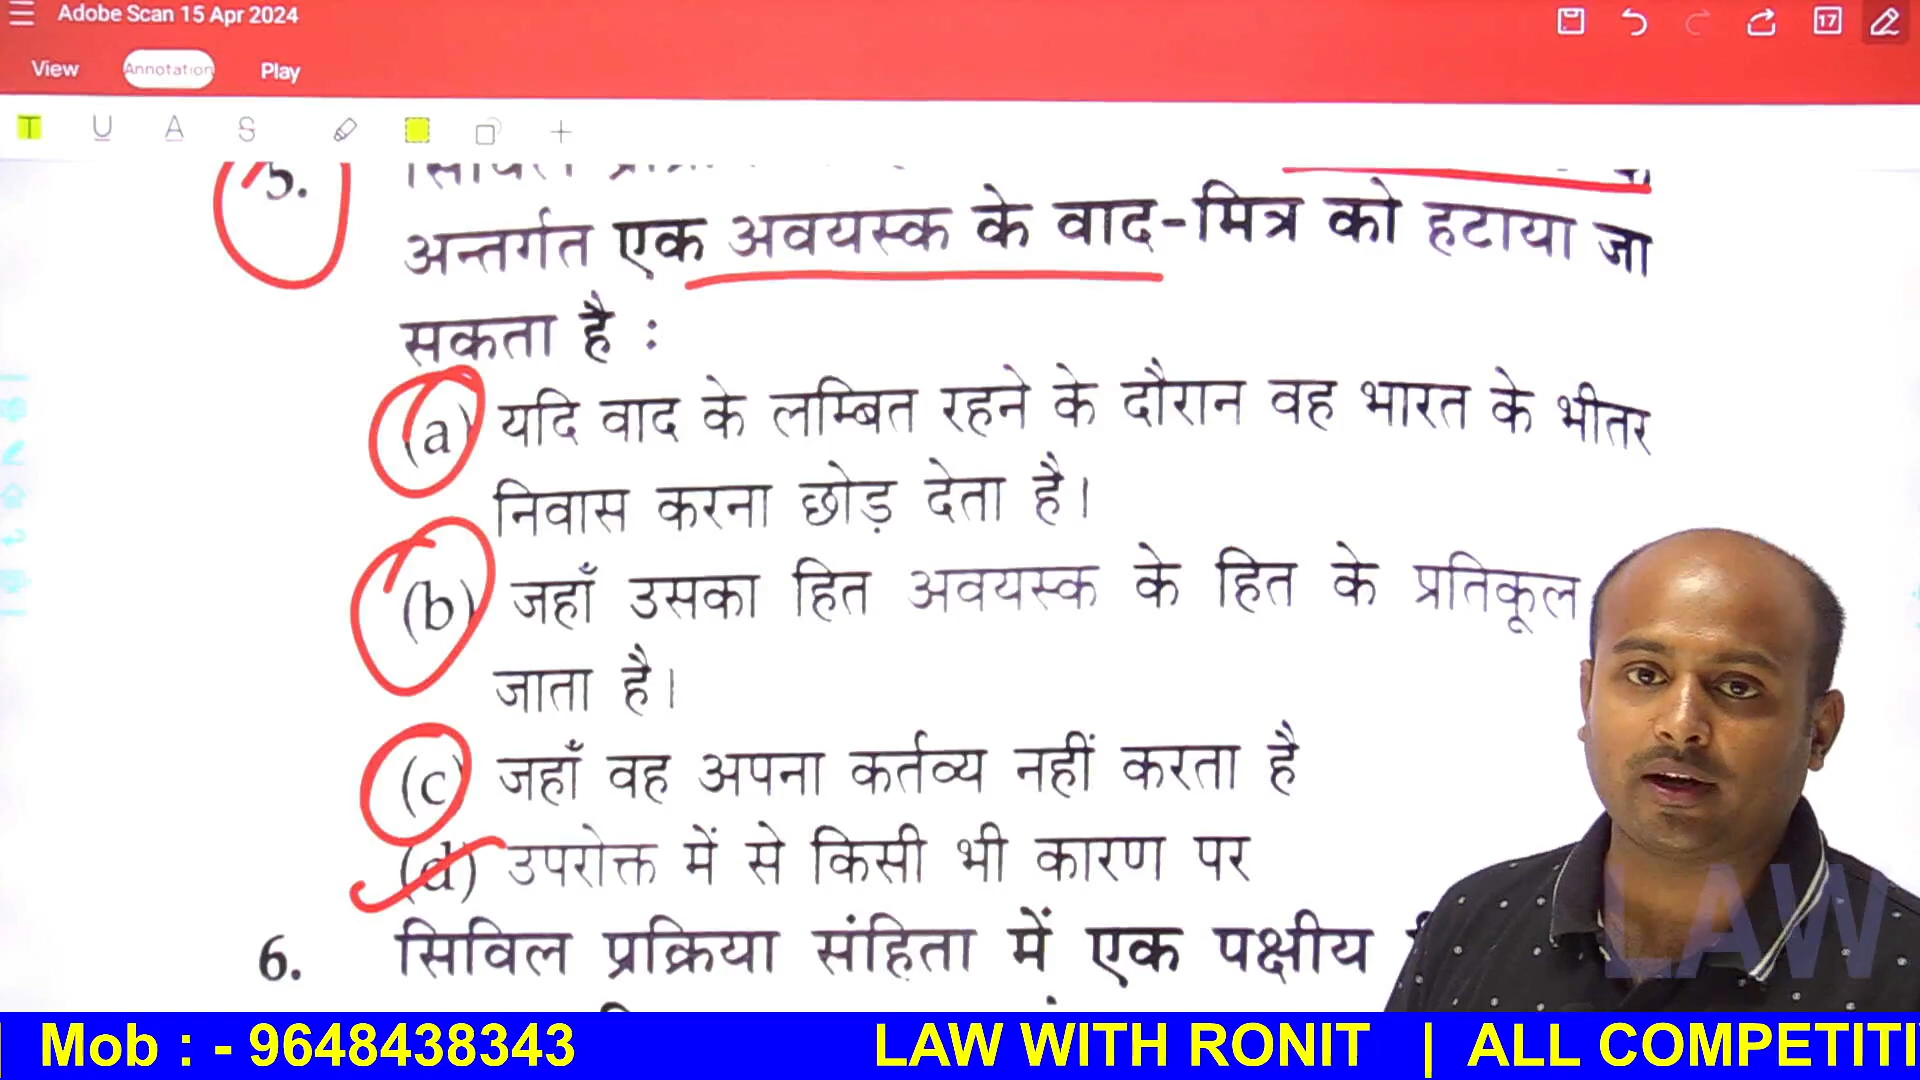 Adobe Scan 15 Apr 2024
17
View Annotation Play
T U A S
5.
अन्तर्गत एक अवयस्क के वाद-मित्र को हटाया जा
सकता है :
(a) यदि वाद के लम्बित रहने के दौरान वह भारत के भीतर
निवास करना छोड़ देता है।
(b) जहाँ उसका हित अवयस्क के हित के प्रतिकूल
जाता है।
(c) जहाँ वह अपना कर्तव्य नहीं करता है
(d) उपरोक्त में से किसी भी कारण पर
6. सिविल प्रक्रिया संहिता में एक पक्षीय
LAW
| Mob : - 9648438343 LAW WITH RONIT | ALL COMPETITI